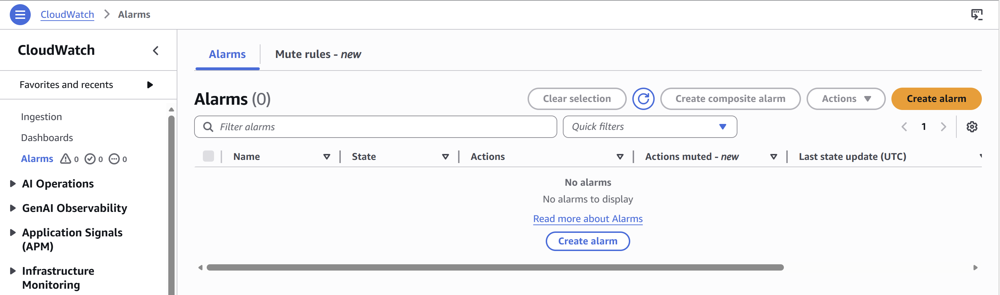 CloudWatch > Alarms
CloudWatch
Favorites and recents
Ingestion
Dashboards
Alarms 0 0 0
AI Operations
GenAI Observability
Application Signals
(APM)
Infrastructure
Monitoring
Alarms
Mute rules - new
Alarms (0)
Clear selection
Create composite alarm
Actions
Create alarm
Filter alarms
Quick filters
1
Name
State
Actions
Actions muted - new
Last state update (UTC)
No alarms
No alarms to display
Read more about Alarms
Create alarm